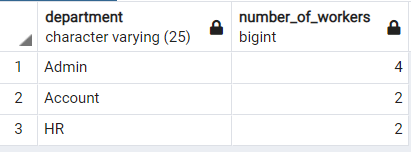 department number_of_workers
character varying (25) bigint
1 Admin 4
2 Account 2
3 HR 2